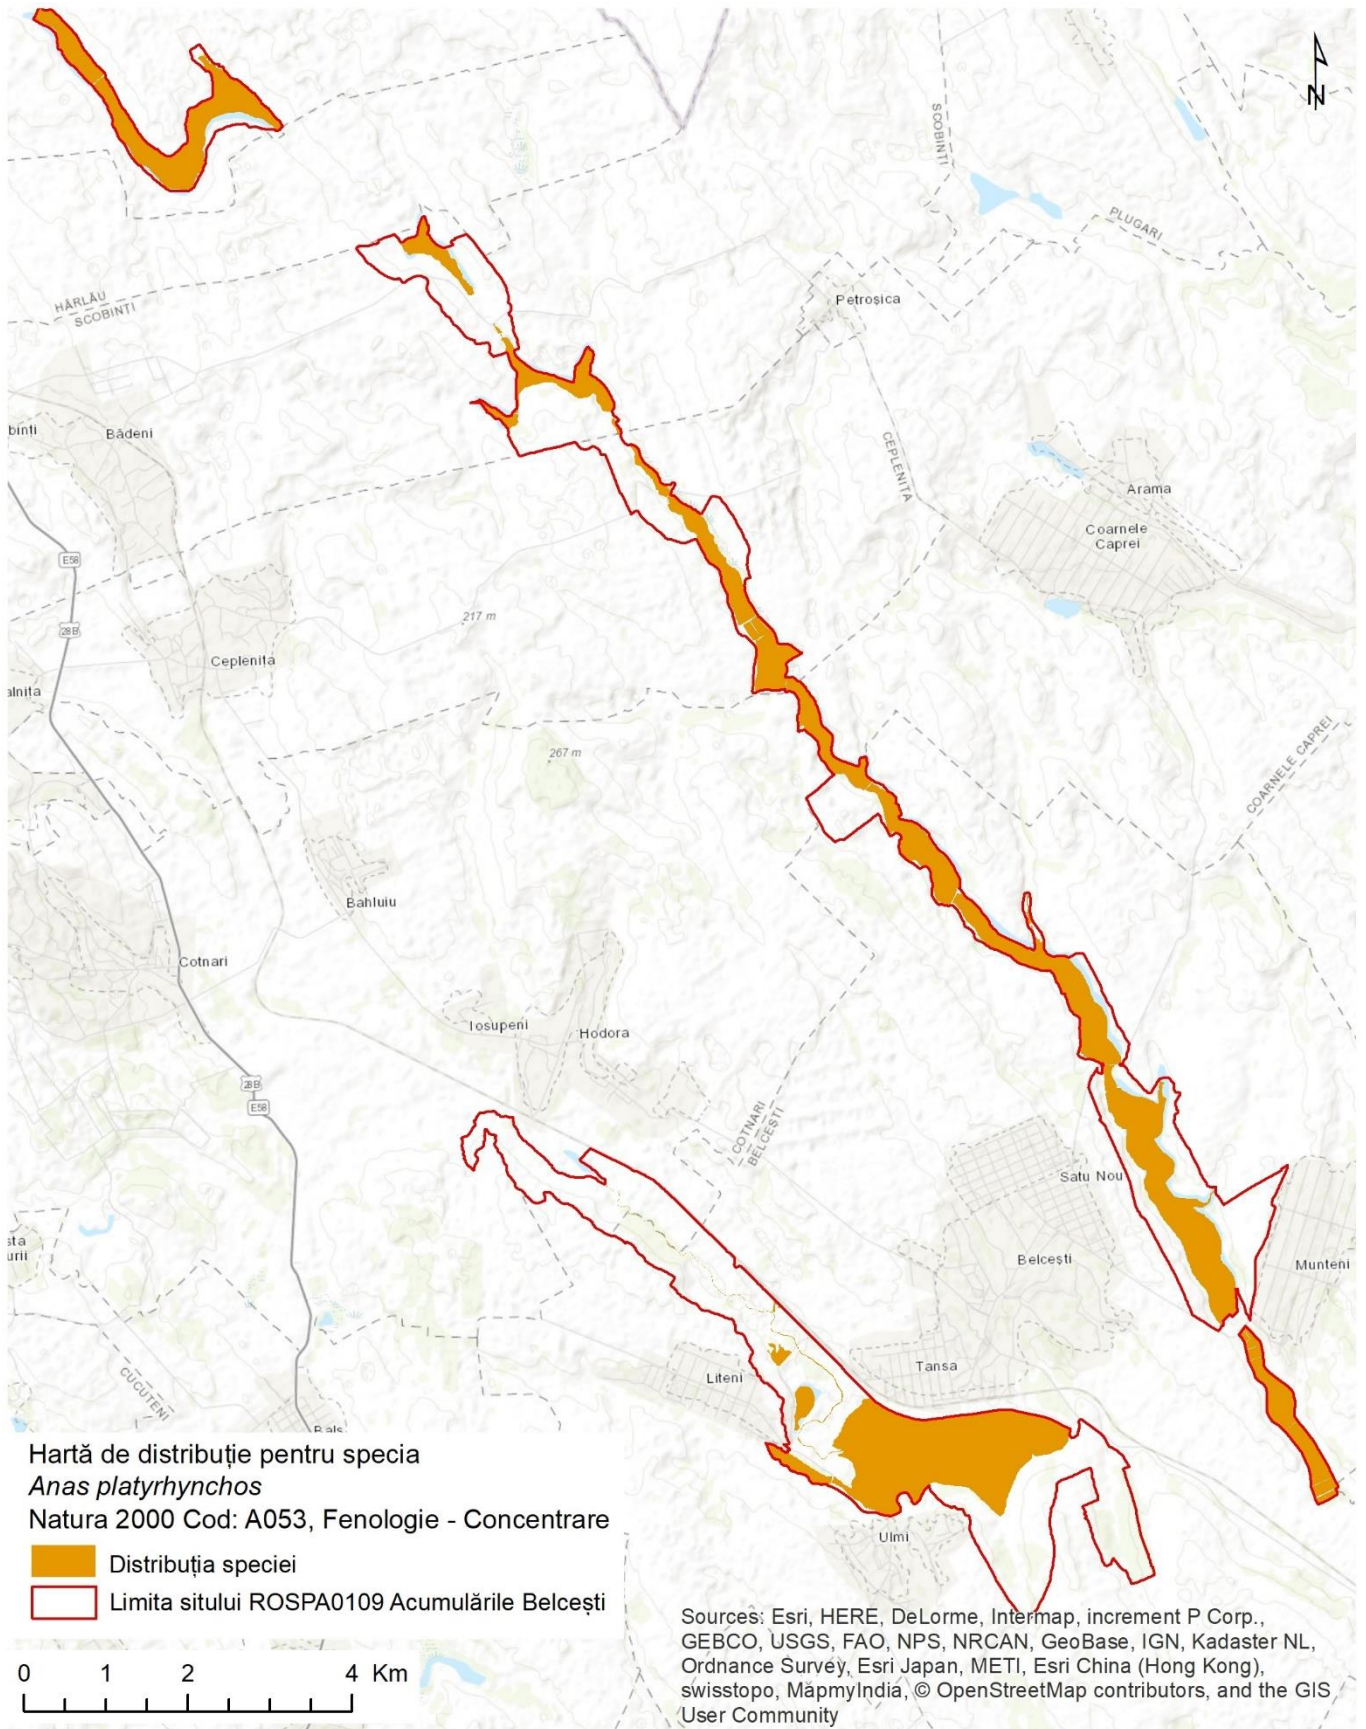 N
SCOBINTI
PLUGARI
HÂRLĂU
SCOBINTI
Petroșica
binți
Bădeni
CEPLENIȚA
Arama
Coarnele
Caprei
E58
28B
217 m
Ceplenița
alnița
267 m
COARNELE CAPREI
Bahluiu
Cotnari
Iosupeni
Hodora
28B
E58
COTNARI
BELCEȘTI
Satu Nou
sta
urii
Belcești
Munteni
CUCUTENI
Liteni
Tansa
Bals
Ulmi
Hartă de distribuție pentru specia
Anas platyrhynchos
Natura 2000 Cod: A053, Fenologie - Concentrare
Distribuția speciei
Limita sitului ROSPA0109 Acumulările Belcești
0 1 2 4 Km
Sources: Esri, HERE, DeLorme, Intermap, increment P Corp.,
GEBCO, USGS, FAO, NPS, NRCAN, GeoBase, IGN, Kadaster NL,
Ordnance Survey, Esri Japan, METI, Esri China (Hong Kong),
swisstopo, MapmyIndia, © OpenStreetMap contributors, and the GIS
User Community